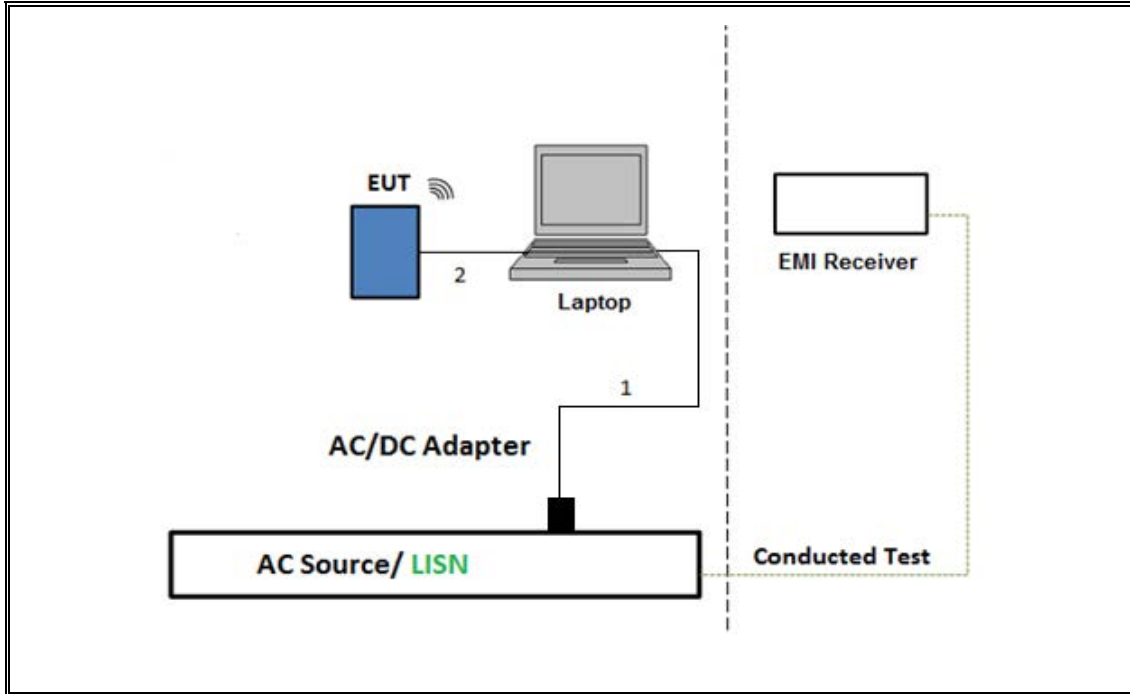 EUT
2
Laptop
EMI Receiver
1
AC/DC Adapter
AC Source/ LISN
Conducted Test